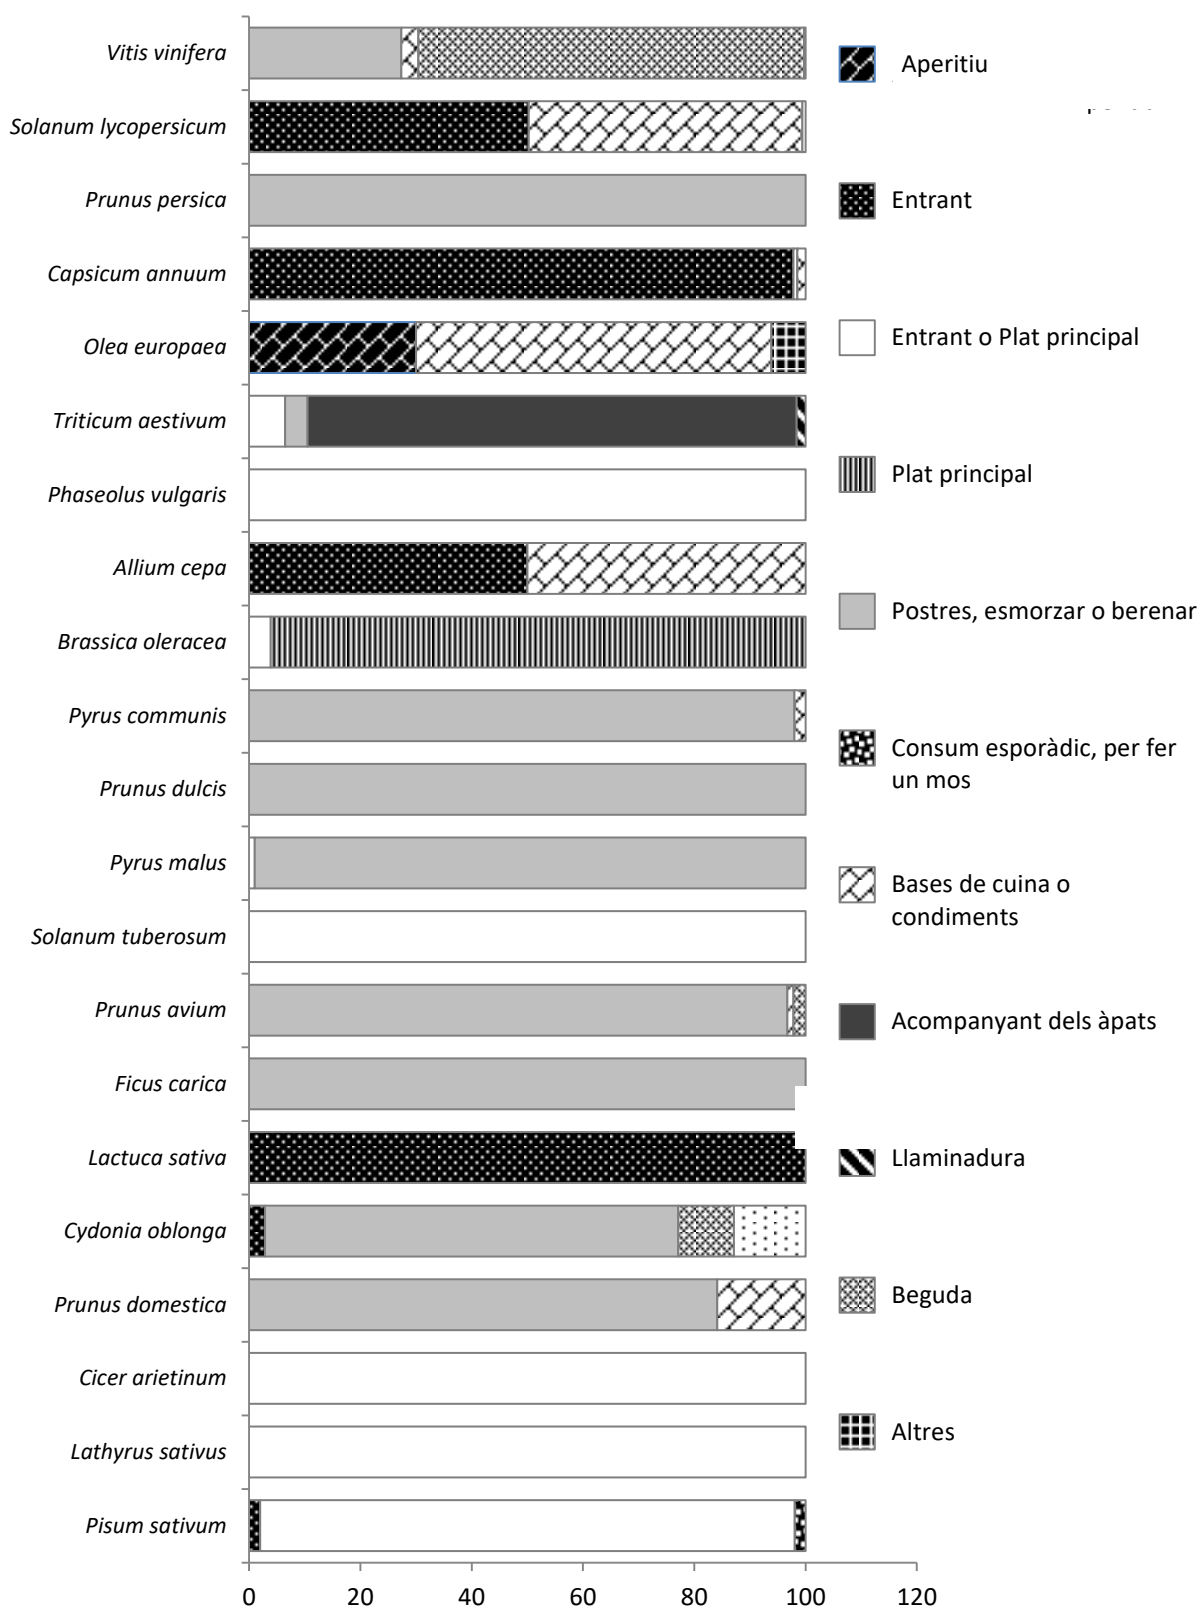 Vitis vinifera
Solanum lycopersicum
Prunus persica
Capsicum annuum
Olea europaea
Triticum aestivum
Phaseolus vulgaris
Allium cepa
Brassica oleracea
Pyrus communis
Prunus dulcis
Pyrus malus
Solanum tuberosum
Prunus avium
Ficus carica
Lactuca sativa
Cydonia oblonga
Prunus domestica
Cicer arietinum
Lathyrus sativus
Pisum sativum
0 20 40 60 80 100 120
Aperitiu
Entrant
Entrant o Plat principal
Plat principal
Postres, esmorzar o berenar
Consum esporàdic, per fer
un mos
Bases de cuina o
condiments
Acompanyant dels àpats
Llaminadura
Beguda
Altres